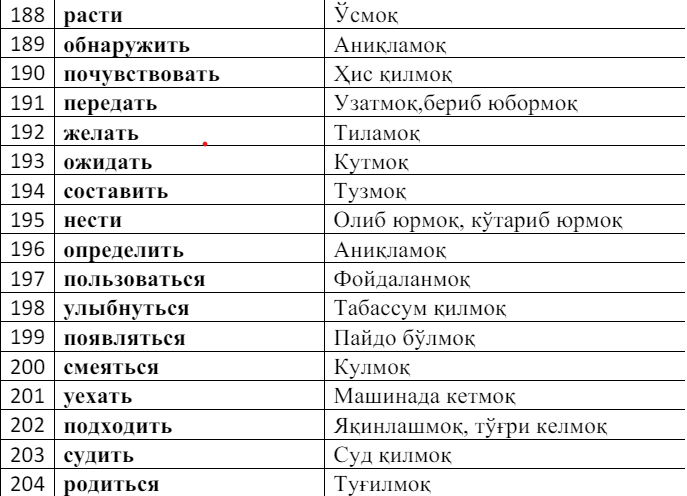 188 расти Ўсмоқ
189 обнаружить Аниқламоқ
190 почувствовать Ҳис қилмоқ
191 передать Узатмоқ,бериб юбормоқ
192 желать Тиламоқ
193 ожидать Кутмоқ
194 составить Тузмоқ
195 нести Олиб юрмоқ, кўтариб юрмоқ
196 определить Аниқламоқ
197 пользоваться Фойдаланмоқ
198 улыбнуться Табассум қилмоқ
199 появляться Пайдо бўлмоқ
200 смеяться Кулмоқ
201 уехать Машинада кетмоқ
202 подходить Яқинлашмоқ, тўғри келмоқ
203 судить Суд қилмоқ
204 родиться Туғилмоқ